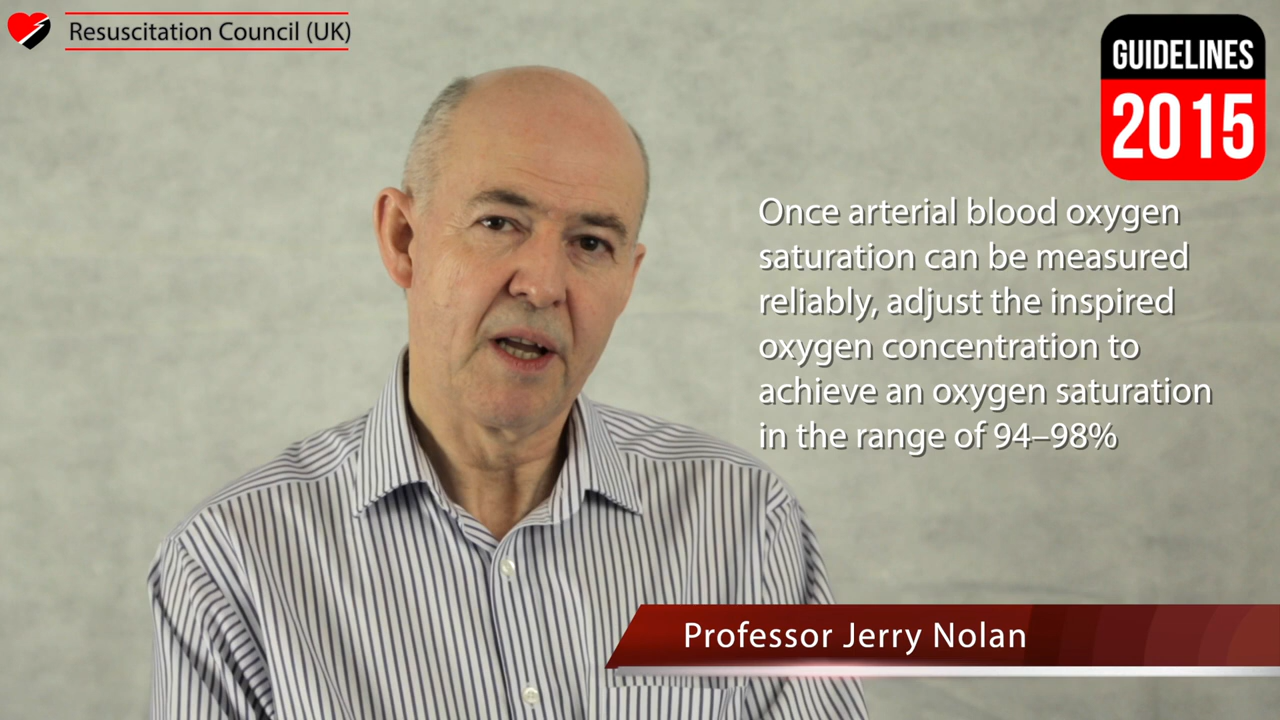 Resuscitation Council (UK)
GUIDELINES
2015
Once arterial blood oxygen
saturation can be measured
reliably, adjust the inspired
oxygen concentration to
achieve an oxygen saturation
in the range of 94–98%
Professor Jerry Nolan